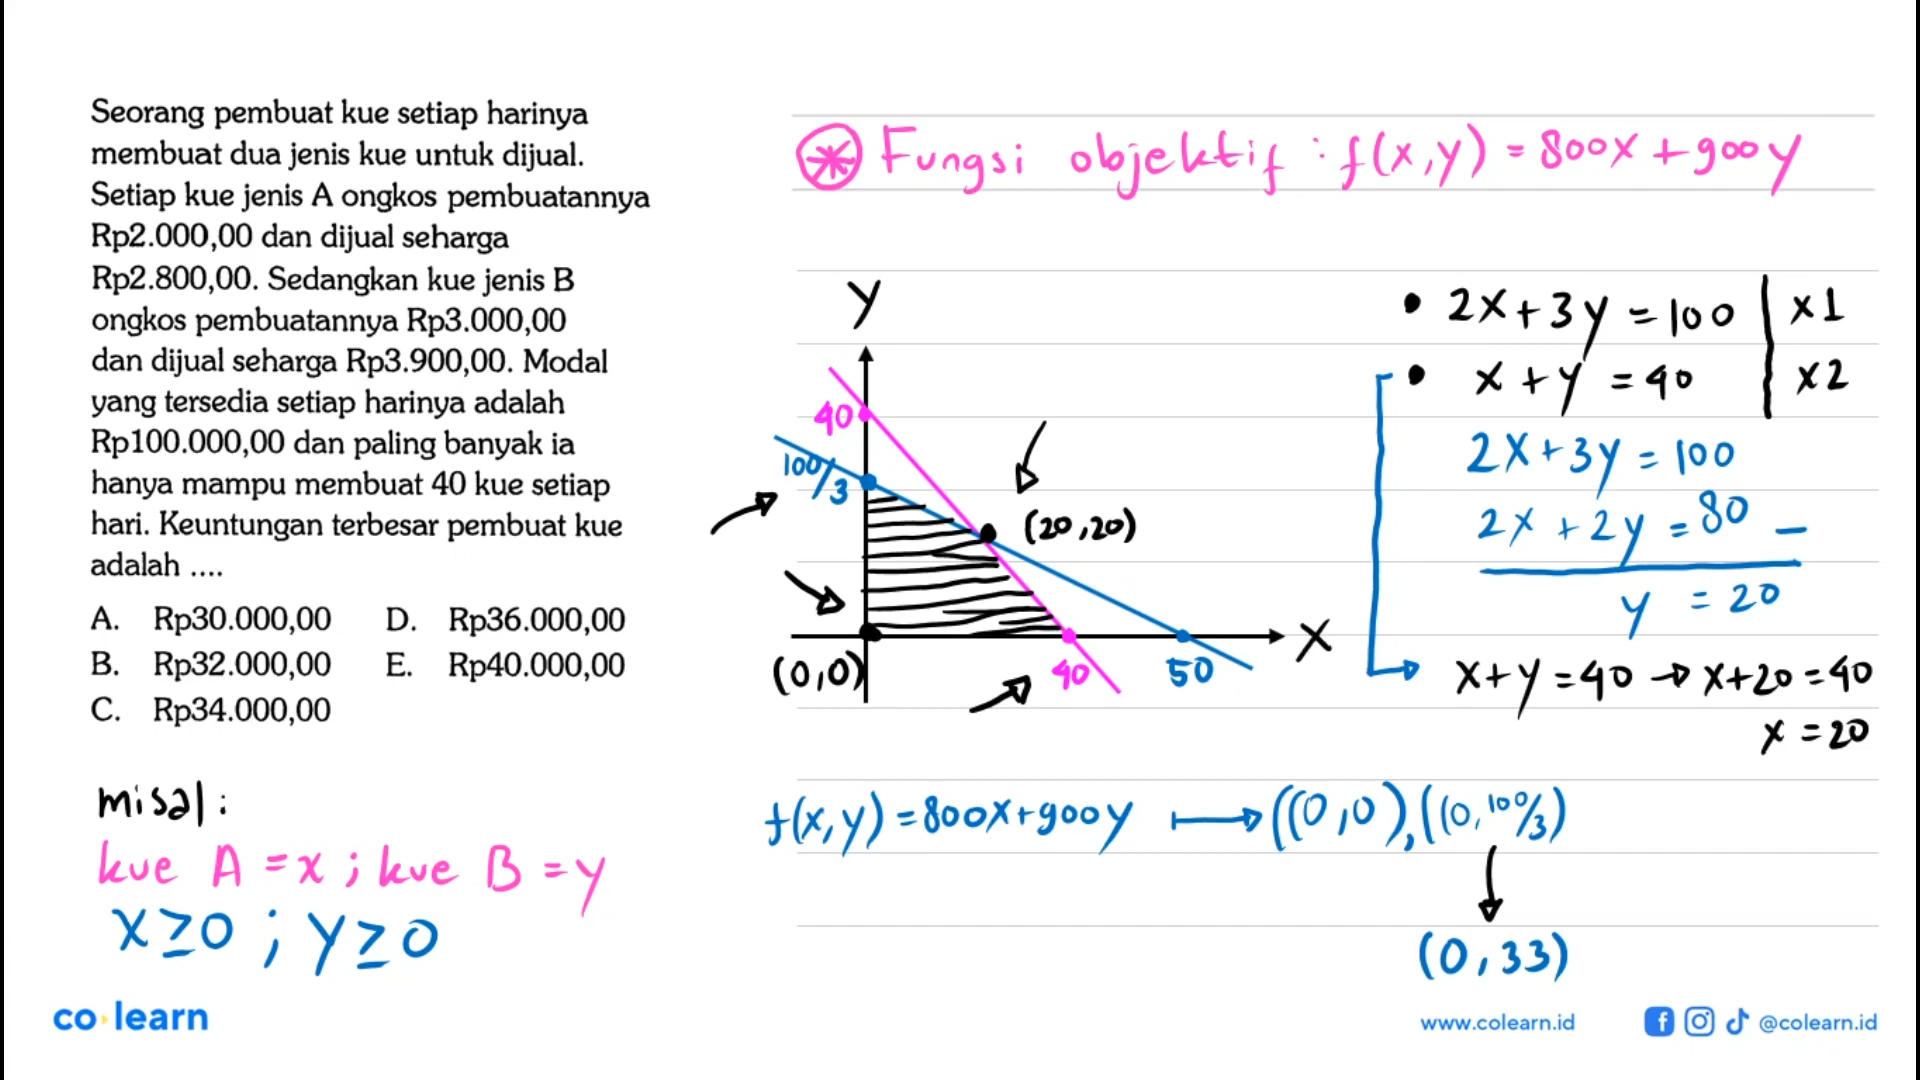 Seorang pembuat kue setiap harinya
membuat dua jenis kue untuk dijual.
Setiap kue jenis A ongkos pembuatannya
Rp2.000,00 dan dijual seharga
Rp2.800,00. Sedangkan kue jenis B
ongkos pembuatannya Rp3.000,00
dan dijual seharga Rp3.900,00. Modal
yang tersedia setiap harinya adalah
Rp100.000,00 dan paling banyak ia
hanya mampu membuat 40 kue setiap
hari. Keuntungan terbesar pembuat kue
adalah ....
A. Rp30.000,00 D. Rp36.000,00
B. Rp32.000,00 E. Rp40.000,00
C. Rp34.000,00
misal:
kue A = x ; kue B = y
x ≥ 0 ; y ≥ 0
* Fungsi objektif : f(x,y) = 800x + 900y
Y
40
100/3
(20,20)
(0,0)
40
50
X
• 2x + 3y = 100 | x1
• x + y = 40 | x2
2x + 3y = 100
2x + 2y = 80 -
y = 20
x + y = 40 → x + 20 = 40
x = 20
f(x,y) = 800x + 900y ↦ ((0,0), ((0,100/3)
(0,33)
co learn
www.colearn.id
@colearn.id